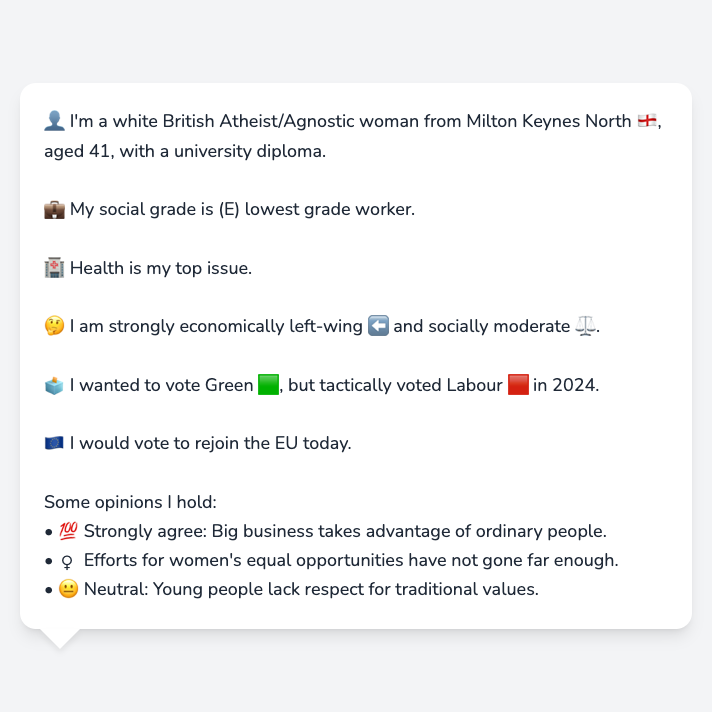 👤 I'm a white British Atheist/Agnostic woman from Milton Keynes North 🏴󠁧󠁢󠁥󠁮󠁧󠁿,
aged 41, with a university diploma.
💼 My social grade is (E) lowest grade worker.
🏥 Health is my top issue.
🤔 I am strongly economically left-wing ⬅️ and socially moderate ⚖️.
🗳️ I wanted to vote Green 🟩, but tactically voted Labour 🟥 in 2024.
🇪🇺 I would vote to rejoin the EU today.
Some opinions I hold:
• 💯 Strongly agree: Big business takes advantage of ordinary people.
• ♀ Efforts for women's equal opportunities have not gone far enough.
• 😐 Neutral: Young people lack respect for traditional values.